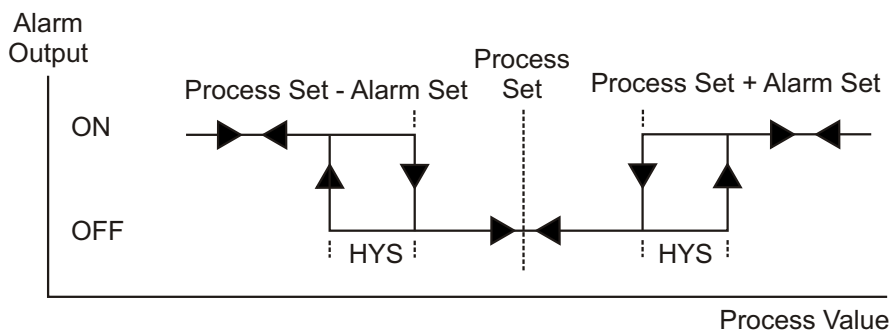 Alarm
Output
Process
Set
Process Set - Alarm Set
Process Set + Alarm Set
ON
OFF
HYS
HYS
Process Value